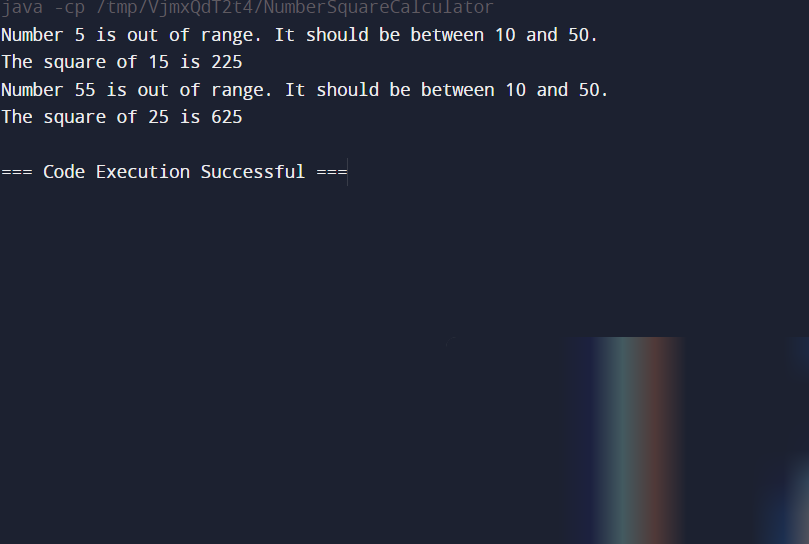 java -cp /tmp/VjmxQdT2t4/NumberSquareCalculator
Number 5 is out of range. It should be between 10 and 50.
The square of 15 is 225
Number 55 is out of range. It should be between 10 and 50.
The square of 25 is 625
=== Code Execution Successful ===